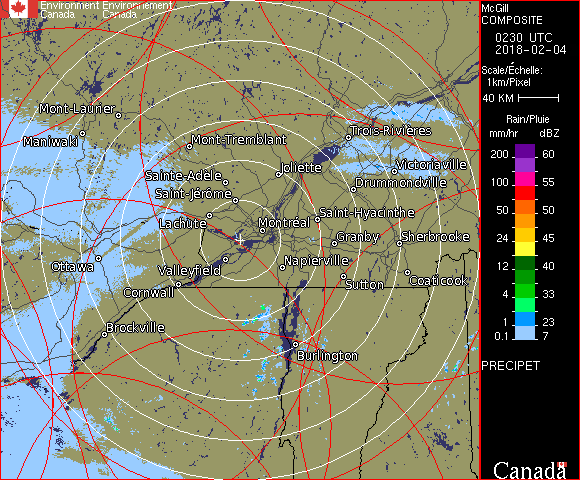 Environment Environnement
Canada Canada
McGill
COMPOSITE
0230 UTC
2018-02-04
Scale/Échelle:
1km/Pixel
40 KM
Rain/Pluie
mm/hr dBZ
200 60
100 55
50 50
24 45
12 40
4 33
1 23
0.1 7
PRECIPET
Canada
Mont-Laurier
Maniwaki
Mont-Tremblant
Trois-Rivières
Joliette
Victoriaville
Sainte-Adèle
Drummondville
Saint-Jérôme
Lachute
Saint-Hyacinthe
Montréal
Granby
Sherbrooke
Ottawa
Valleyfield
Napierville
Sutton
Coaticook
Cornwall
Brockville
Burlington